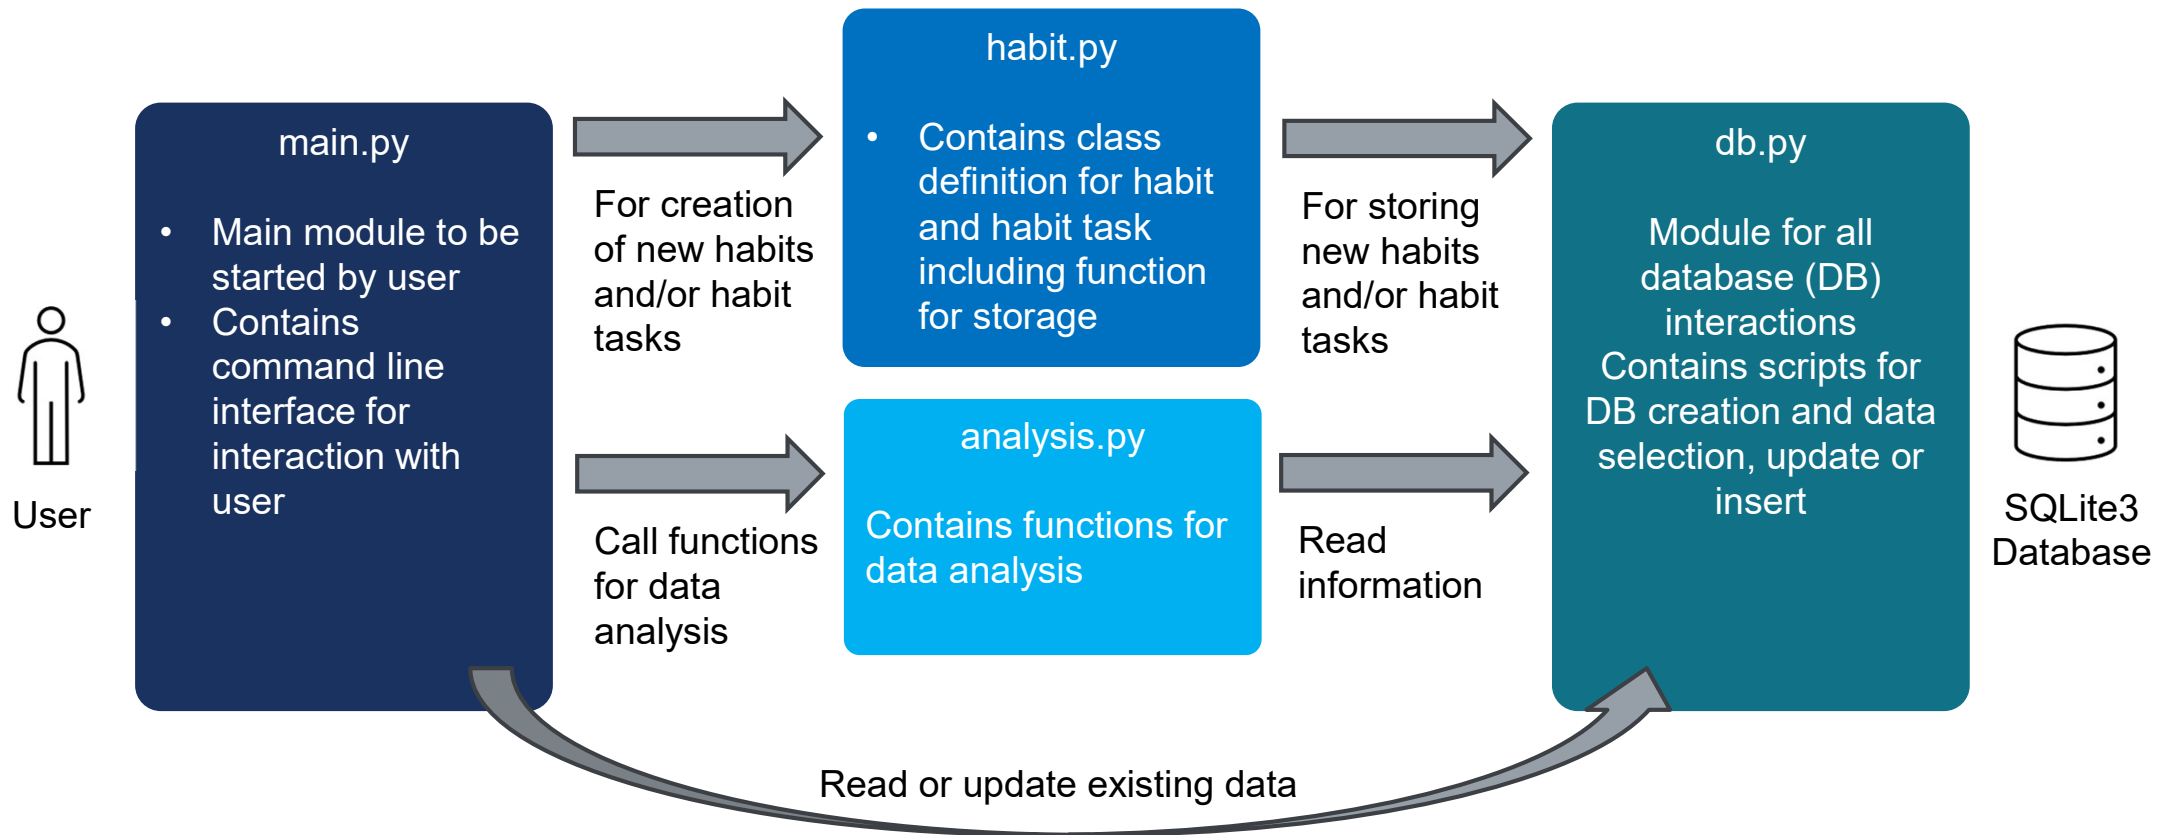 User
main.py
• Main module to be
started by user
• Contains
command line
interface for
interaction with
user
For creation
of new habits
and/or habit
tasks
Call functions
for data
analysis
habit.py
• Contains class
definition for habit
and habit task
including function
for storage
analysis.py
Contains functions for
data analysis
For storing
new habits
and/or habit
tasks
Read
information
db.py
Module for all
database (DB)
interactions
Contains scripts for
DB creation and data
selection, update or
insert
SQLite3
Database
Read or update existing data